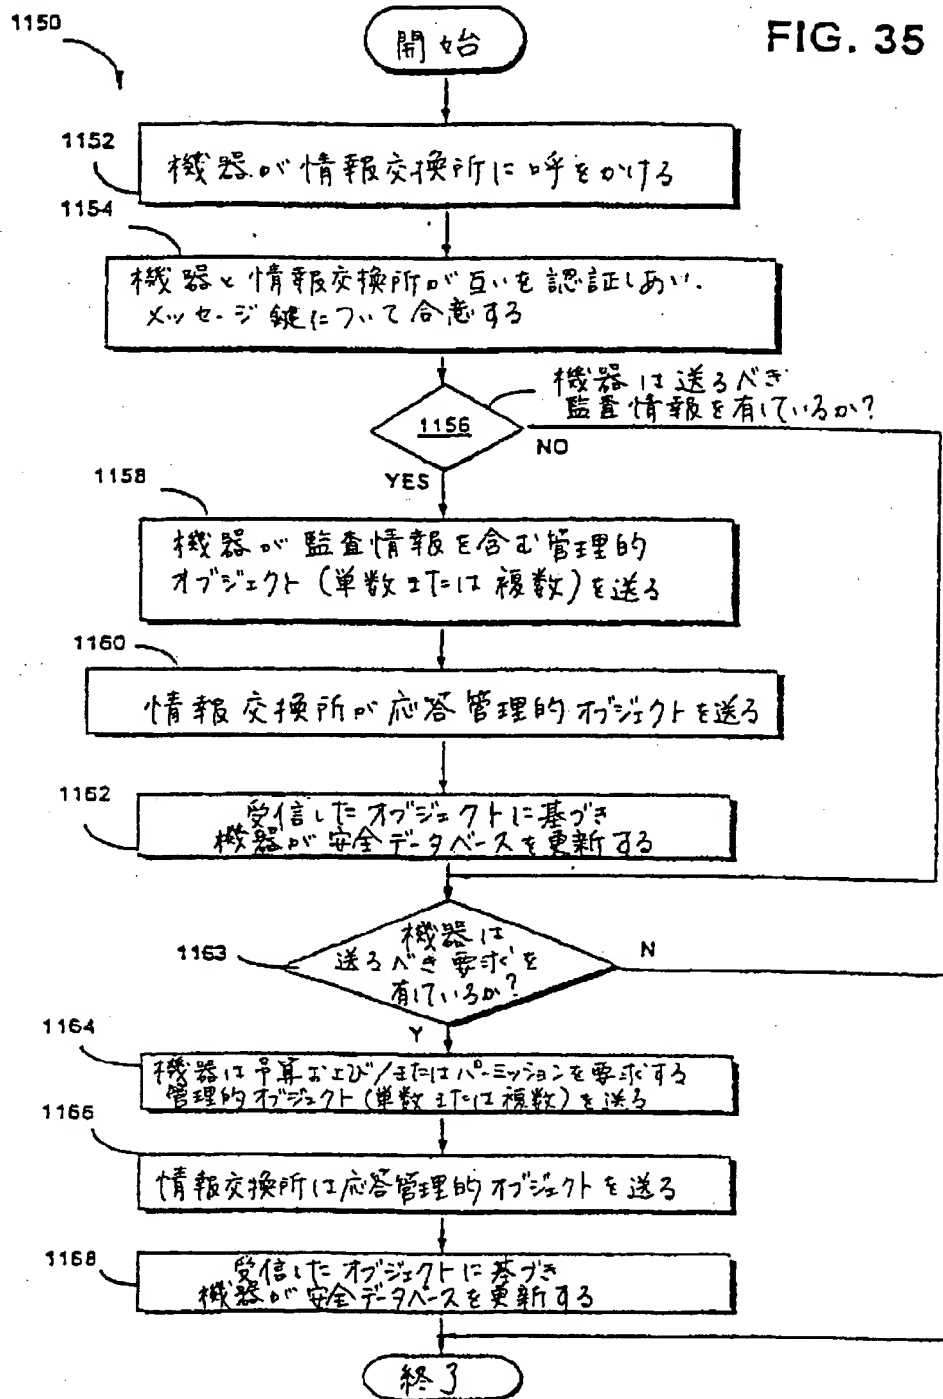 1150
開始
FIG. 35
1152
機器が情報交換所に呼をかける
1154
機器と情報交換所が互いを認証しあい、
メッセージ鍵について合意する
機器は送るべき
監査情報を有しているか?
1156
NO
YES
1158
機器が監査情報を含む管理的
オブジェクト(単数または複数)を送る
1160
情報交換所が応答管理的オブジェクトを送る
1162
受信したオブジェクトに基づき
機器が安全データベースを更新する
1163
機器は
送るべき要求を
有しているか?
N
Y
1164
機器は予算および/またはパーミッションを要求する
管理的オブジェクト(単数または複数)を送る
1166
情報交換所は応答管理的オブジェクトを送る
1168
受信したオブジェクトに基づき
機器が安全データベースを更新する
終了